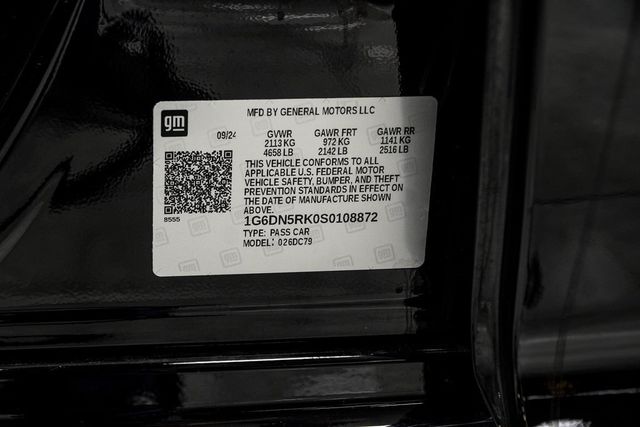 gm
MFD BY GENERAL MOTORS LLC
09/24 GVWR GAWR FRT GAWR RR
2113 KG 972 KG 1141 KG
4658 LB 2142 LB 2516 LB
THIS VEHICLE CONFORMS TO ALL
APPLICABLE U.S. FEDERAL MOTOR
VEHICLE SAFETY, BUMPER, AND THEFT
PREVENTION STANDARDS IN EFFECT ON
THE DATE OF MANUFACTURE SHOWN
ABOVE.
8555
1G6DN5RK0S0108872
TYPE: PASS CAR
MODEL: 026DC79